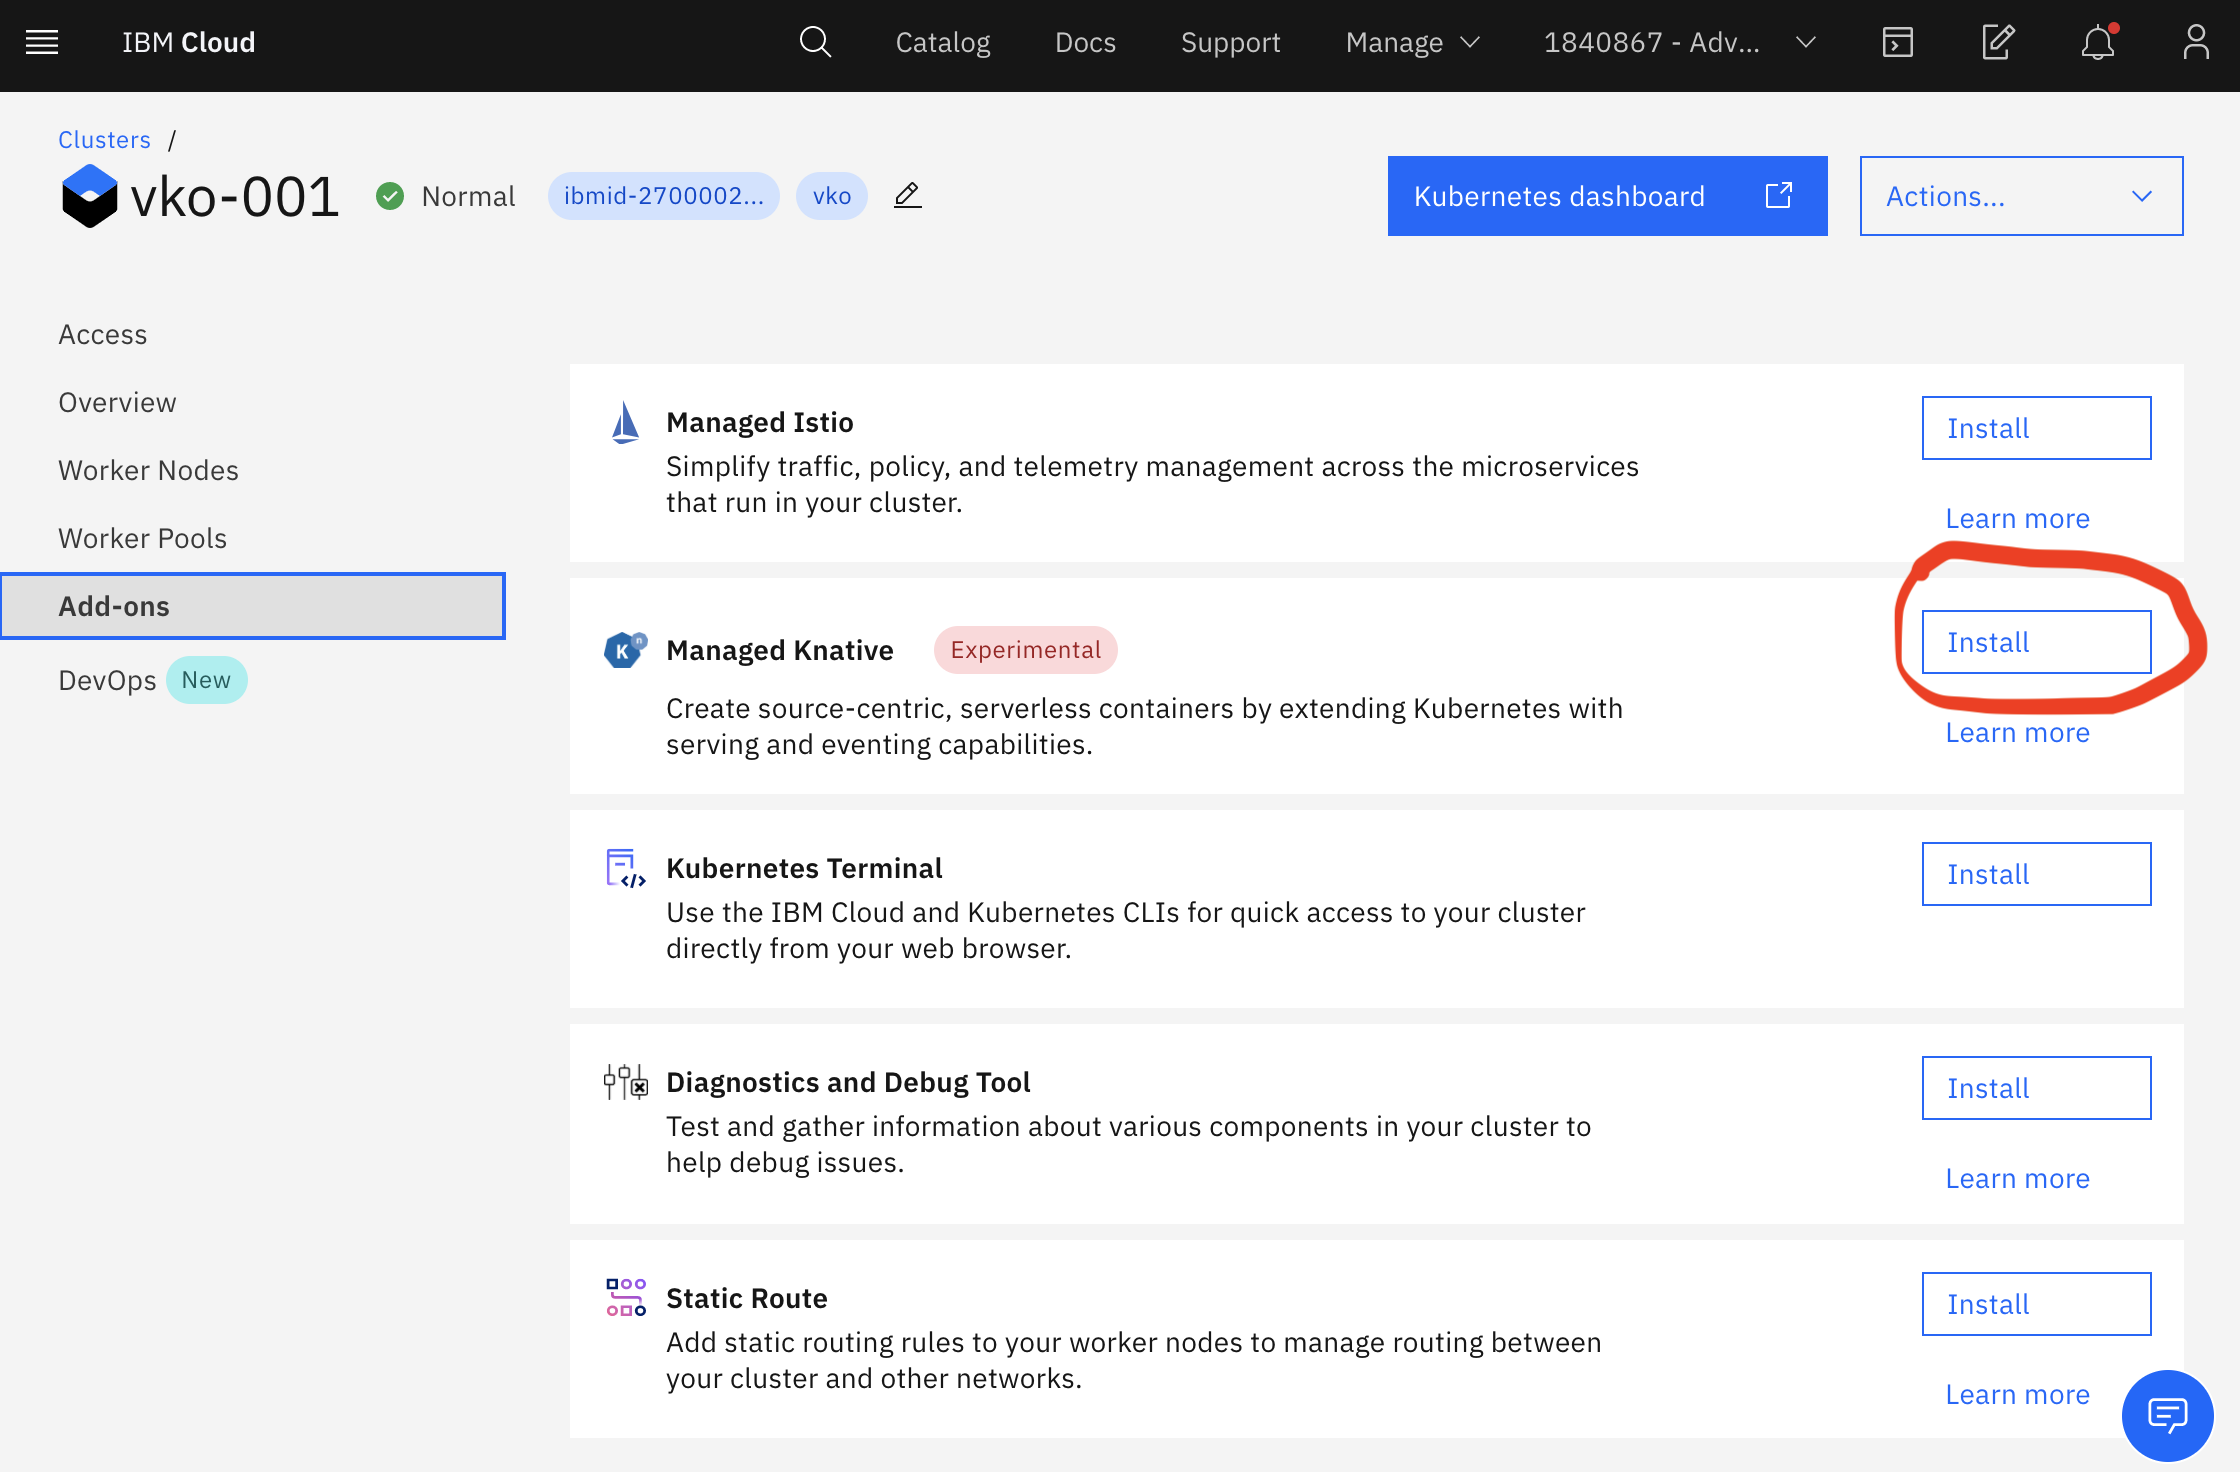 IBM Cloud
Catalog
Docs
Support
Manage
1840867 - Adv...
Clusters /
vko-001
Normal
ibmid-2700002...
vko
Kubernetes dashboard
Actions...
Access
Overview
Worker Nodes
Worker Pools
Add-ons
DevOps New
Managed Istio
Simplify traffic, policy, and telemetry management across the microservices
that run in your cluster.
Install
Learn more
K n
Managed Knative
Experimental
Create source-centric, serverless containers by extending Kubernetes with
serving and eventing capabilities.
Install
Learn more
Kubernetes Terminal
Use the IBM Cloud and Kubernetes CLIs for quick access to your cluster
directly from your web browser.
Install
Diagnostics and Debug Tool
Test and gather information about various components in your cluster to
help debug issues.
Install
Learn more
Static Route
Add static routing rules to your worker nodes to manage routing between
your cluster and other networks.
Install
Learn more